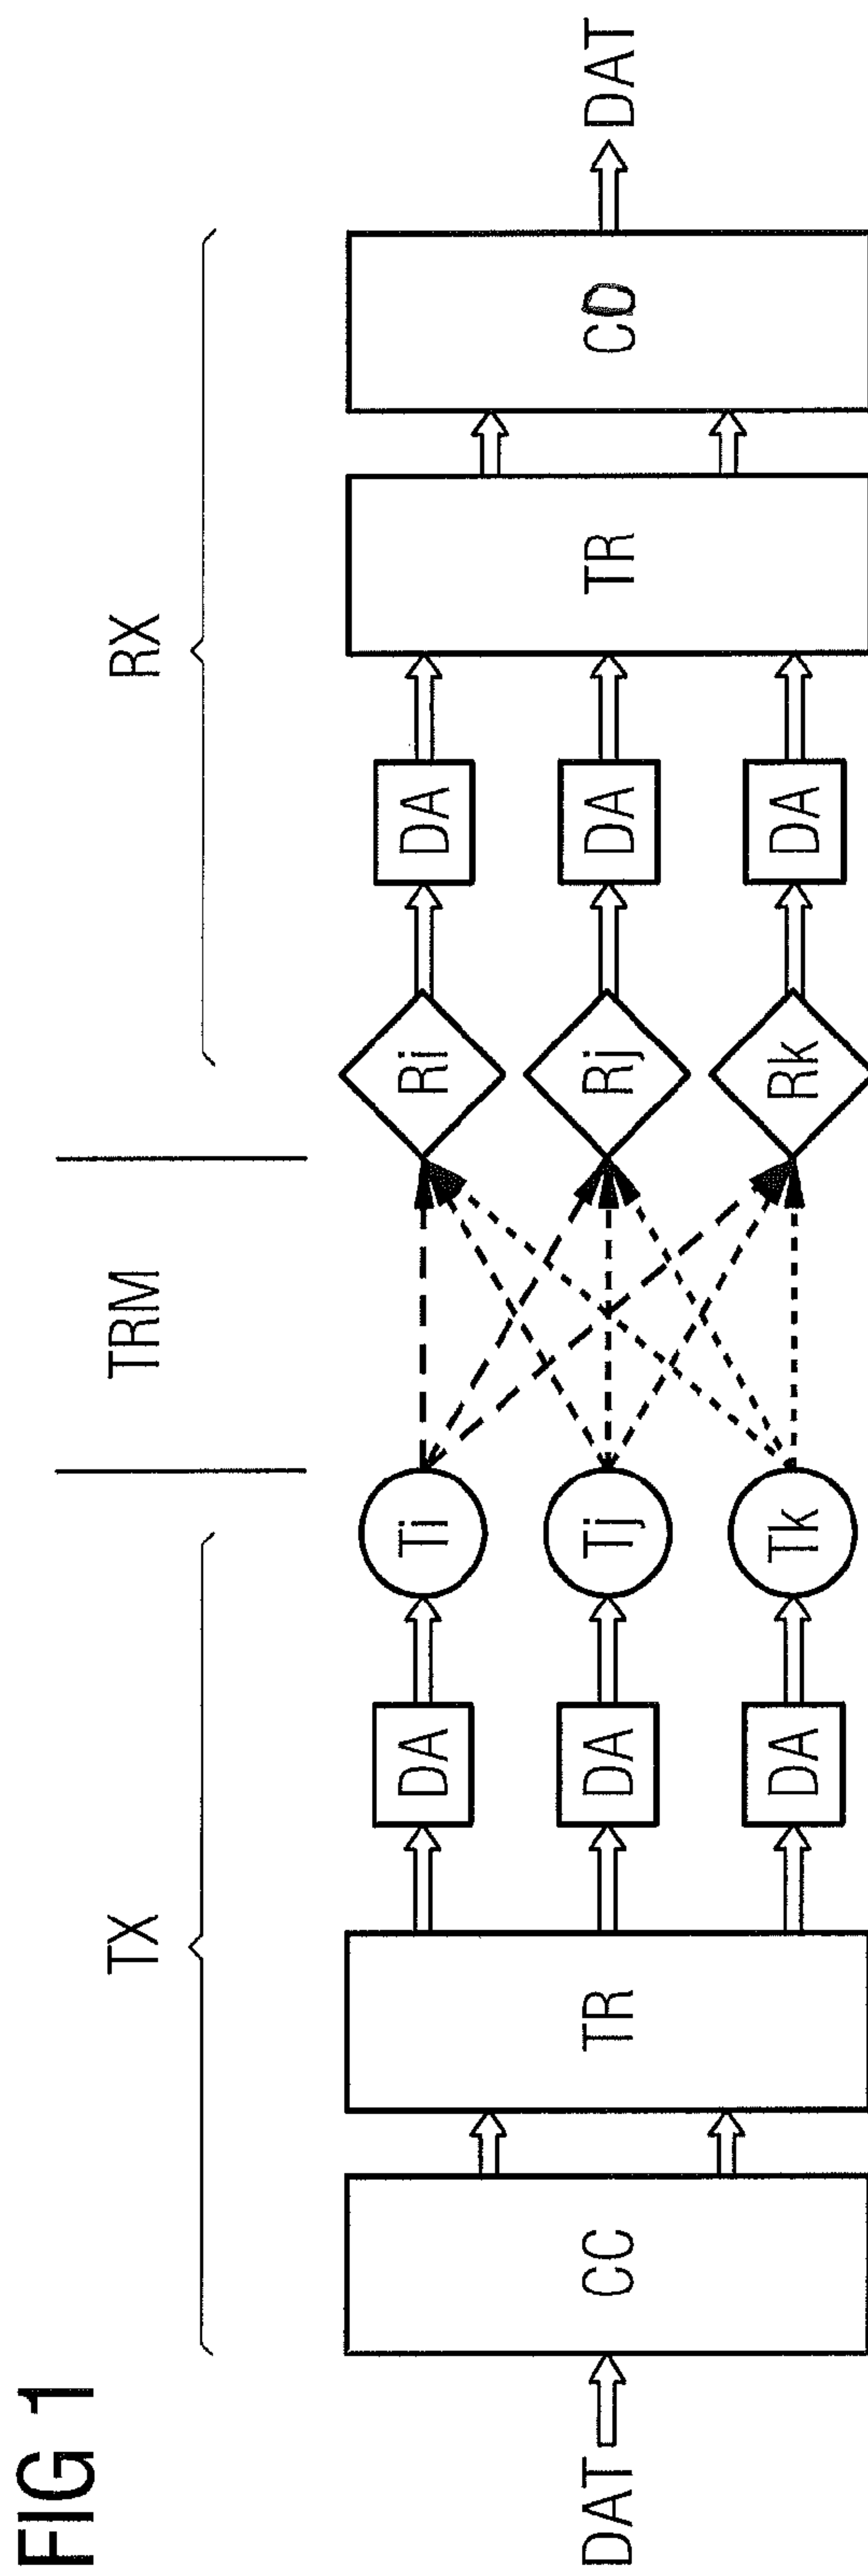 FIG 1
TX
TRM
RX
DAT
CC
TR
DA
DA
DA
Ti
Tj
Tk
Ri
Rj
Rk
DA
DA
DA
TR
CD
DAT